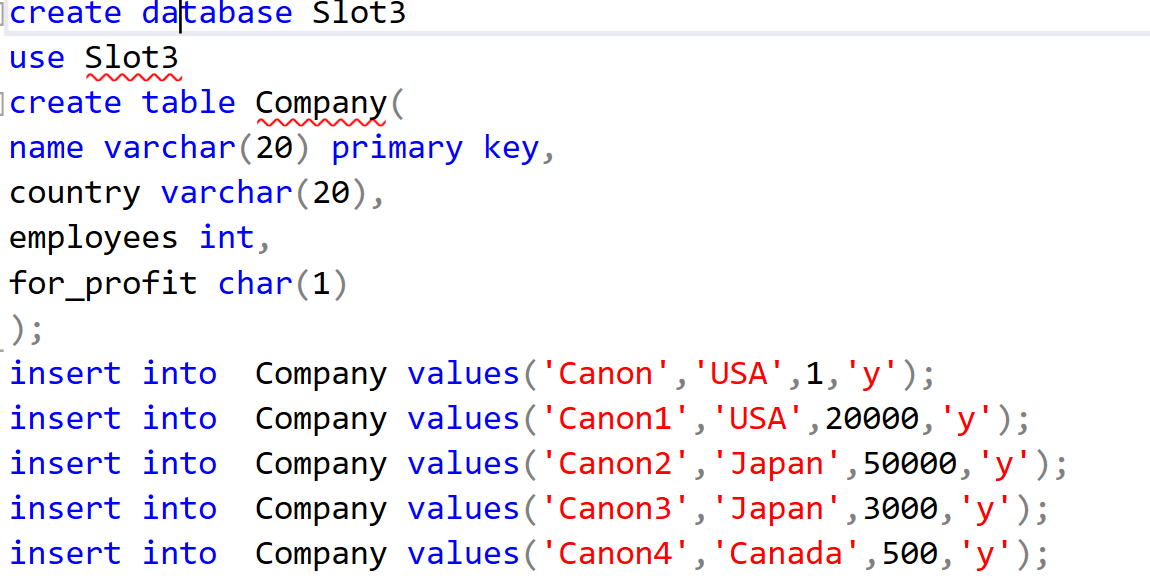 create database Slot3
use Slot3
create table Company(
name varchar(20) primary key,
country varchar(20),
employees int,
for_profit char(1)
);
insert into  Company values('Canon','USA',1,'y');
insert into  Company values('Canon1','USA',20000,'y');
insert into  Company values('Canon2','Japan',50000,'y');
insert into  Company values('Canon3','Japan',3000,'y');
insert into  Company values('Canon4','Canada',500,'y');